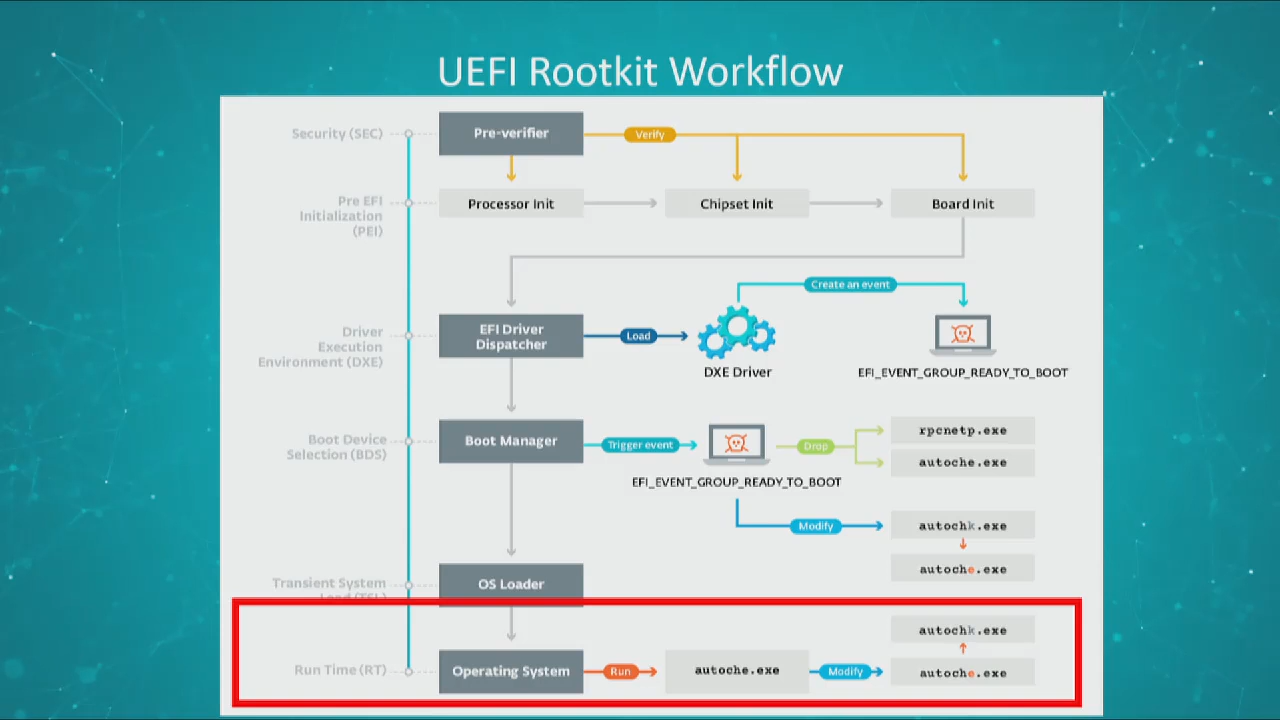 UEFI Rootkit Workflow
Security (SEC)
Pre-verifier
Verify
Pre EFI
Initialization
(PEI)
Processor Init
Chipset Init
Board Init
Create an event
Driver
Execution
Environment (DXE)
EFI Driver
Dispatcher
Load
DXE Driver
EFI_EVENT_GROUP_READY_TO_BOOT
Boot Device
Selection (BDS)
Boot Manager
Trigger event
EFI_EVENT_GROUP_READY_TO_BOOT
Drop
rpcnetp.exe
autoche.exe
Modify
autochk.exe
autoche.exe
Transient System
Load (TSL)
OS Loader
Run Time (RT)
Operating System
Run
autoche.exe
Modify
autochk.exe
autoche.exe